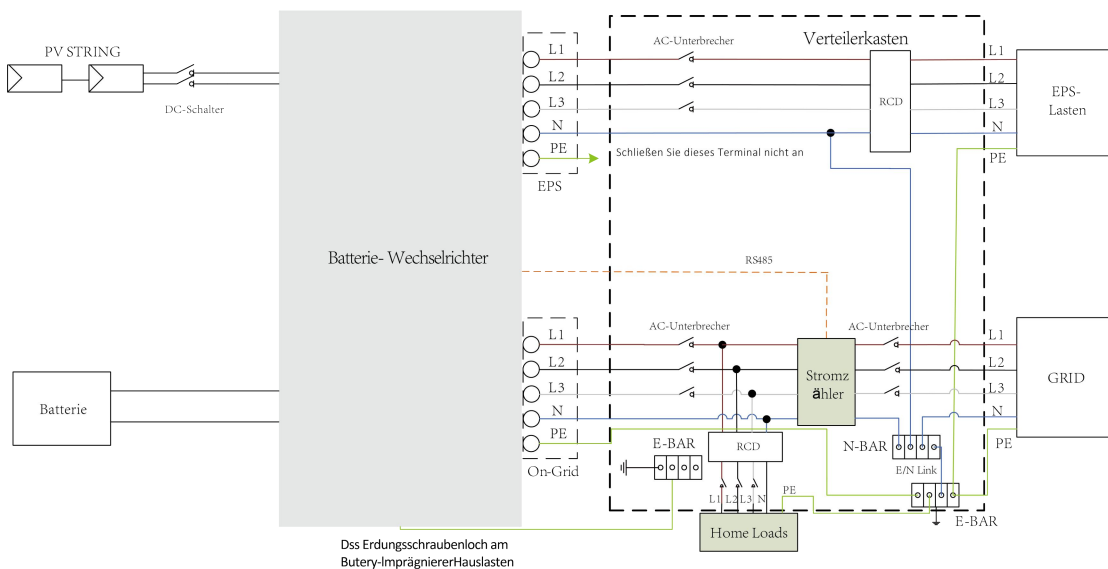 PV STRING
DC-Schalter
Batterie
Batterie- Wechselrichter
L1
L2
L3
N
PE
EPS
AC-Unterbrecher
Verteilerkasten
RCD
Schließen Sie dieses Terminal nicht an
L1
L2
L3
N
PE
EPS-
Lasten
RS485
L1
L2
L3
N
PE
On-Grid
AC-Unterbrecher
AC-Unterbrecher
Stromz
ähler
L1
L2
L3
N
PE
GRID
E-BAR
RCD
N-BAR
E/N Link
E-BAR
L1 L2 L3 N
PE
Home Loads
Dss Erdungsschraubenloch am
Butery-ImprägniererHauslasten